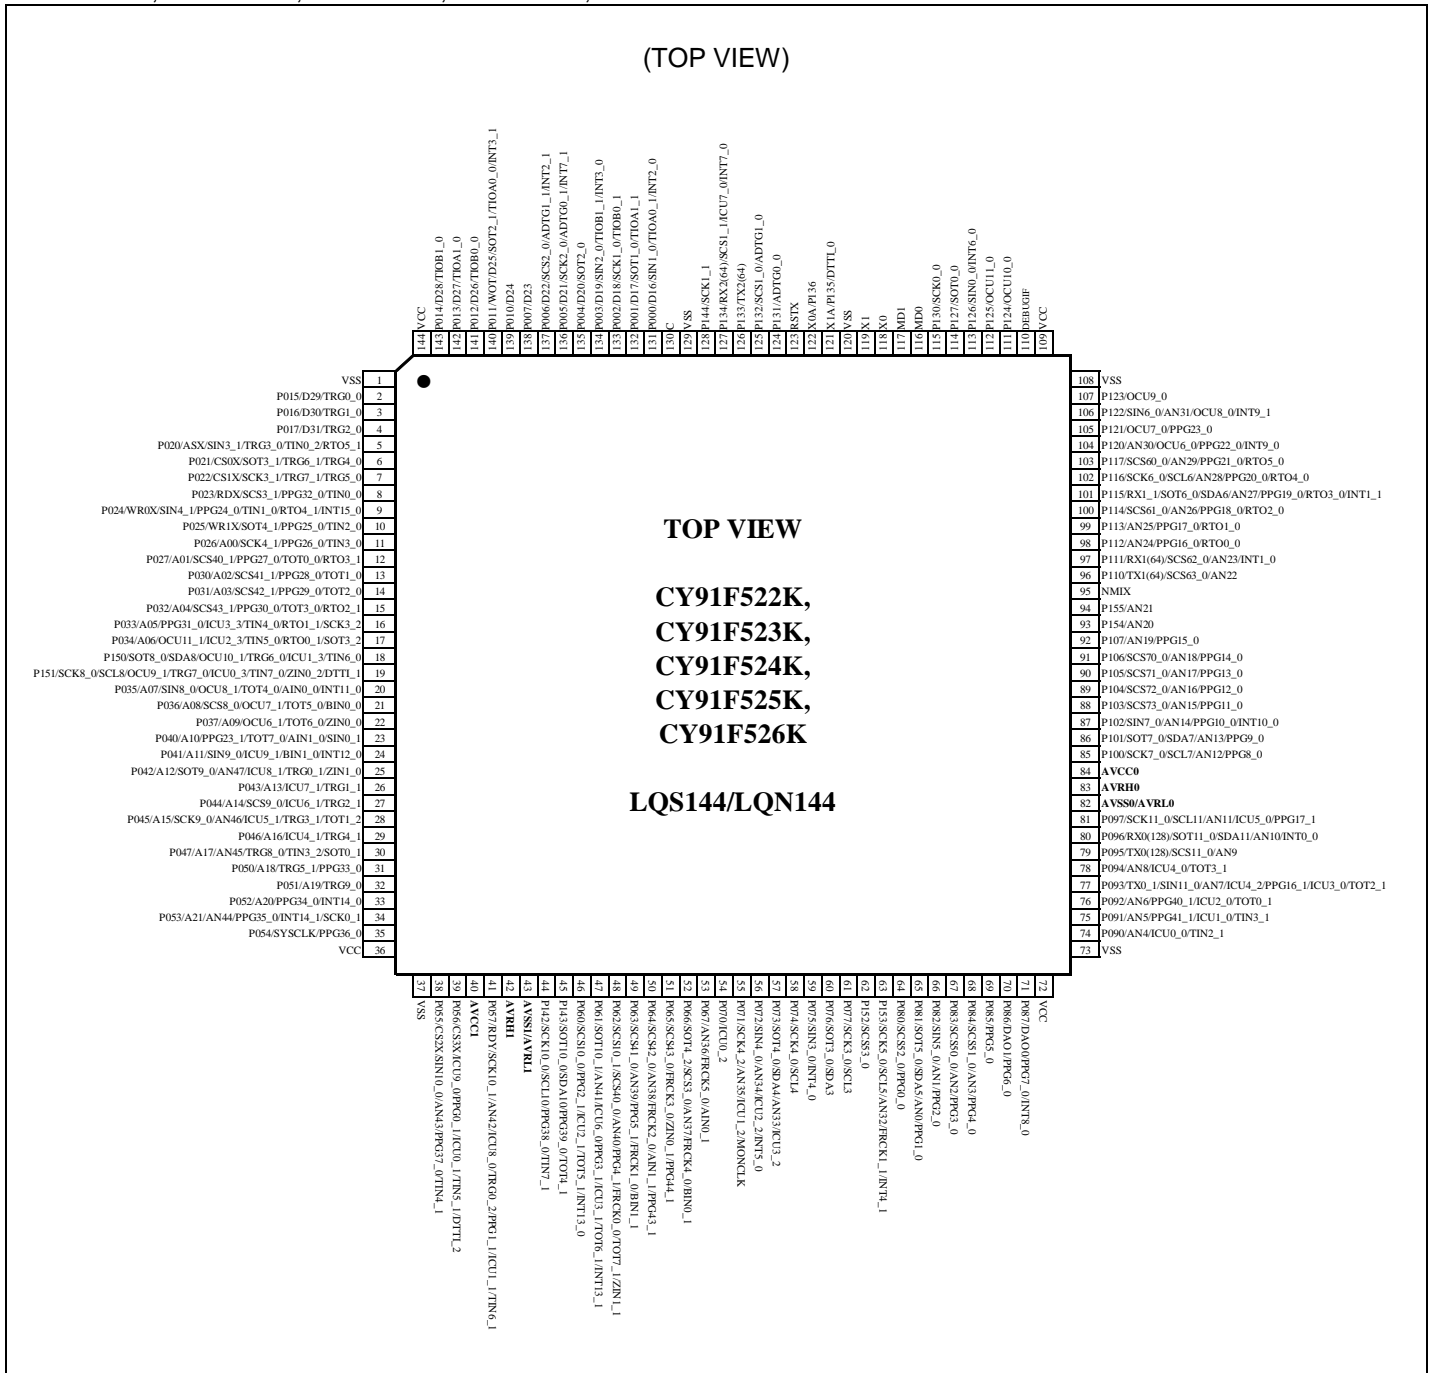 (TOP VIEW)
144 VCC
143 P014/D28/TIOB1_0
142 P013/D27/TIOA1_0
141 P012/D26/TIOB0_0
140 P011/WOT/D25/SOT2_1/TIOA0_0/INT3_1
139 P010/D24
138 P007/D23
137 P006/D22/SCS2_0/ADTG1_1/INT2_1
136 P005/D21/SCK2_0/ADTG0_1/INT7_1
135 P004/D20/SOT2_0
134 P003/D19/SIN2_0/TIOB1_1/INT3_0
133 P002/D18/SCK1_0/TIOB0_1
132 P001/D17/SOT1_0/TIOA1_1
131 P000/D16/SIN1_0/TIOA0_1/INT2_0
130 C
129 VSS
128 P144/SCK1_1
127 P134/RX2(64)/SCS1_1/ICU7_0/INT7_0
126 P133/TX2(64)
125 P132/SCS1_0/ADTG1_0
124 P131/ADTG0_0
123 RSTX
122 X0A/P136
121 X1A/P135/DTTI_0
120 VSS
119 X1
118 X0
117 MD1
116 MD0
115 P130/SCK0_0
114 P127/SOT0_0
113 P126/SIN0_0/INT6_0
112 P125/OCU11_0
111 P124/OCU10_0
110 DEBUGIF
109 VCC
VSS 1
P015/D29/TRG0_0 2
P016/D30/TRG1_0 3
P017/D31/TRG2_0 4
P020/ASX/SIN3_1/TRG3_0/TIN0_2/RTO5_1 5
P021/CS0X/SOT3_1/TRG6_1/TRG4_0 6
P022/CS1X/SCK3_1/TRG7_1/TRG5_0 7
P023/RDX/SCS3_1/PPG32_0/TIN0_0 8
P024/WR0X/SIN4_1/PPG24_0/TIN1_0/RTO4_1/INT15_0 9
P025/WR1X/SOT4_1/PPG25_0/TIN2_0 10
P026/A00/SCK4_1/PPG26_0/TIN3_0 11
P027/A01/SCS40_1/PPG27_0/TOT0_0/RTO3_1 12
P030/A02/SCS41_1/PPG28_0/TOT1_0 13
P031/A03/SCS42_1/PPG29_0/TOT2_0 14
P032/A04/SCS43_1/PPG30_0/TOT3_0/RTO2_1 15
P033/A05/PPG31_0/ICU3_3/TIN4_0/RTO1_1/SCK3_2 16
P034/A06/OCU11_1/ICU2_3/TIN5_0/RTO0_1/SOT3_2 17
P150/SOT8_0/SDA8/OCU10_1/TRG6_0/ICU1_3/TIN6_0 18
P151/SCK8_0/SCL8/OCU9_1/TRG7_0/ICU0_3/TIN7_0/ZIN0_2/DTTI_1 19
P035/A07/SIN8_0/OCU8_1/TOT4_0/AIN0_0/INT11_0 20
P036/A08/SCS8_0/OCU7_1/TOT5_0/BIN0_0 21
P037/A09/OCU6_1/TOT6_0/ZIN0_0 22
P040/A10/PPG23_1/TOT7_0/AIN1_0/SIN0_1 23
P041/A11/SIN9_0/ICU9_1/BIN1_0/INT12_0 24
P042/A12/SOT9_0/AN47/ICU8_1/TRG0_1/ZIN1_0 25
P043/A13/ICU7_1/TRG1_1 26
P044/A14/SCS9_0/ICU6_1/TRG2_1 27
P045/A15/SCK9_0/AN46/ICU5_1/TRG3_1/TOT1_2 28
P046/A16/ICU4_1/TRG4_1 29
P047/A17/AN45/TRG8_0/TIN3_2/SOT0_1 30
P050/A18/TRG5_1/PPG33_0 31
P051/A19/TRG9_0 32
P052/A20/PPG34_0/INT14_0 33
P053/A21/AN44/PPG35_0/INT14_1/SCK0_1 34
P054/SYSCLK/PPG36_0 35
VCC 36
TOP VIEW
CY91F522K,
CY91F523K,
CY91F524K,
CY91F525K,
CY91F526K
LQS144/LQN144
108 VSS
107 P123/OCU9_0
106 P122/SIN6_0/AN31/OCU8_0/INT9_1
105 P121/OCU7_0/PPG23_0
104 P120/AN30/OCU6_0/PPG22_0/INT9_0
103 P117/SCS60_0/AN29/PPG21_0/RTO5_0
102 P116/SCK6_0/SCL6/AN28/PPG20_0/RTO4_0
101 P115/RX1_1/SOT6_0/SDA6/AN27/PPG19_0/RTO3_0/INT1_1
100 P114/SCS61_0/AN26/PPG18_0/RTO2_0
99 P113/AN25/PPG17_0/RTO1_0
98 P112/AN24/PPG16_0/RTO0_0
97 P111/RX1(64)/SCS62_0/AN23/INT1_0
96 P110/TX1(64)/SCS63_0/AN22
95 NMIX
94 P155/AN21
93 P154/AN20
92 P107/AN19/PPG15_0
91 P106/SCS70_0/AN18/PPG14_0
90 P105/SCS71_0/AN17/PPG13_0
89 P104/SCS72_0/AN16/PPG12_0
88 P103/SCS73_0/AN15/PPG11_0
87 P102/SIN7_0/AN14/PPG10_0/INT10_0
86 P101/SOT7_0/SDA7/AN13/PPG9_0
85 P100/SCK7_0/SCL7/AN12/PPG8_0
84 AVCC0
83 AVRH0
82 AVSS0/AVRL0
81 P097/SCK11_0/SCL11/AN11/ICU5_0/PPG17_1
80 P096/RX0(128)/SOT11_0/SDA11/AN10/INT0_0
79 P095/TX0(128)/SCS11_0/AN9
78 P094/AN8/ICU4_0/TOT3_1
77 P093/TX0_1/SIN11_0/AN7/ICU4_2/PPG16_1/ICU3_0/TOT2_1
76 P092/AN6/PPG40_1/ICU2_0/TOT0_1
75 P091/AN5/PPG41_1/ICU1_0/TIN3_1
74 P090/AN4/ICU0_0/TIN2_1
73 VSS
37 VSS
38 P055/CS2X/SIN10_0/AN43/PPG37_0/TIN4_1
39 P056/CS3X/ICU9_0/PPG0_1/ICU0_1/TIN5_1/DTTI_2
40 AVCC1
41 P057/RDY/SCK10_1/AN42/ICU8_0/TRG0_2/PPG1_1/ICU1_1/TIN6_1
42 AVRH1
43 AVSS1/AVRL1
44 P142/SCK10_0/SCL10/PPG38_0/TIN7_1
45 P143/SOT10_0/SDA10/PPG39_0/TOT4_1
46 P060/SCS10_0/PPG2_1/ICU2_1/TOT5_1/INT13_0
47 P061/SOT10_1/AN41/ICU6_0/PPG3_1/ICU3_1/TOT6_1/INT13_1
48 P062/SCS10_1/SCS40_0/AN40/PPG4_1/FRCK0_0/TOT7_1/ZIN1_1
49 P063/SCS41_0/AN39/PPG5_1/FRCK1_0/BIN1_1
50 P064/SCS42_0/AN38/FRCK2_0/AIN1_1/PPG43_1
51 P065/SCS43_0/FRCK3_0/ZIN0_1/PPG44_1
52 P066/SOT4_2/SCS3_0/AN37/FRCK4_0/BIN0_1
53 P067/AN36/FRCK5_0/AIN0_1
54 P070/ICU0_2
55 P071/SCK4_2/AN35/ICU1_2/MONCLK
56 P072/SIN4_0/AN34/ICU2_2/INT5_0
57 P073/SOT4_0/SDA4/AN33/ICU3_2
58 P074/SCK4_0/SCL4
59 P075/SIN3_0/INT4_0
60 P076/SOT3_0/SDA3
61 P077/SCK3_0/SCL3
62 P152/SCS53_0
63 P153/SCK5_0/SCL5/AN32/FRCK1_1/INT4_1
64 P080/SCS52_0/PPG0_0
65 P081/SOT5_0/SDA5/AN0/PPG1_0
66 P082/SIN5_0/AN1/PPG2_0
67 P083/SCS50_0/AN2/PPG3_0
68 P084/SCS51_0/AN3/PPG4_0
69 P085/PPG5_0
70 P086/DAO1/PPG6_0
71 P087/DAO0/PPG7_0/INT8_0
72 VCC